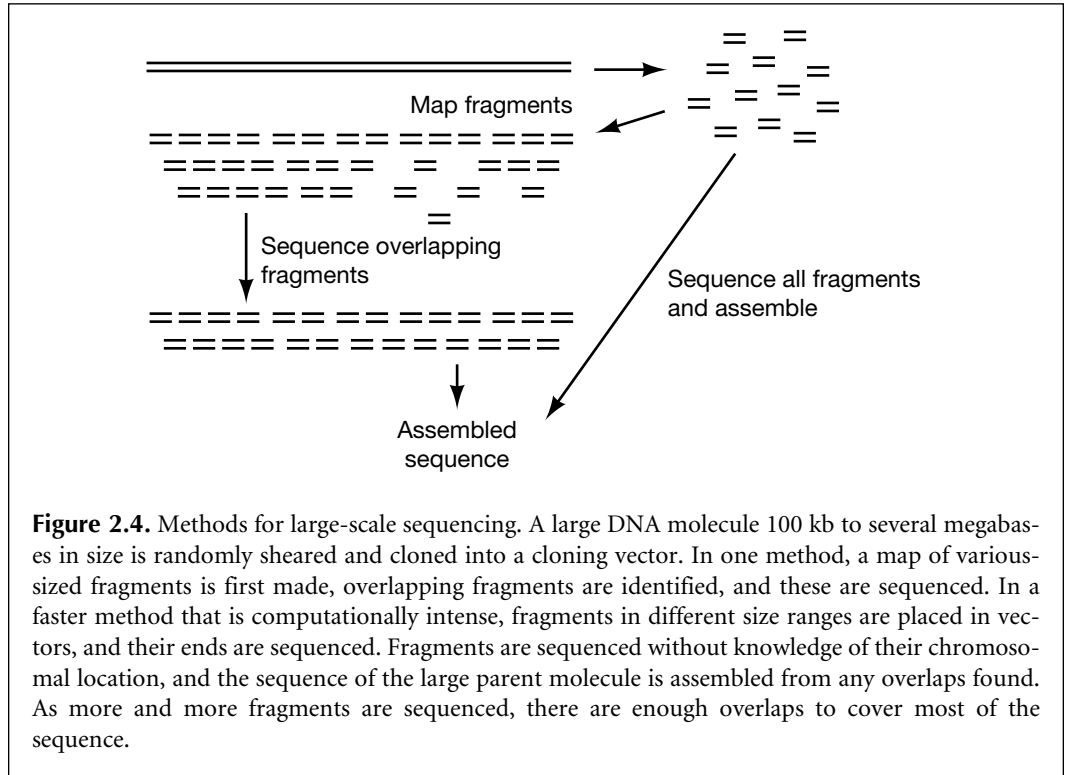 Map fragments
Sequence overlapping
fragments
Sequence all fragments
and assemble
Assembled
sequence
Figure 2.4. Methods for large-scale sequencing. A large DNA molecule 100 kb to several megabas-
es in size is randomly sheared and cloned into a cloning vector. In one method, a map of various-
sized fragments is first made, overlapping fragments are identified, and these are sequenced. In a
faster method that is computationally intense, fragments in different size ranges are placed in vec-
tors, and their ends are sequenced. Fragments are sequenced without knowledge of their chromoso-
mal location, and the sequence of the large parent molecule is assembled from any overlaps found.
As more and more fragments are sequenced, there are enough overlaps to cover most of the
sequence.